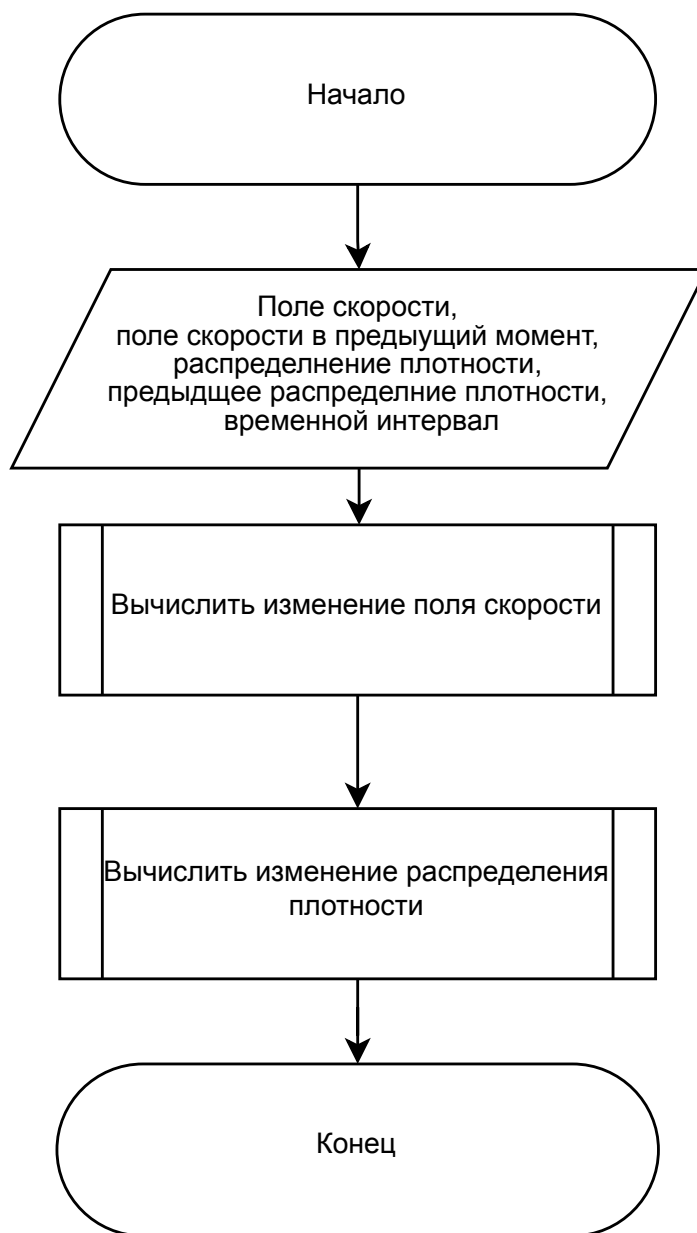 Начало
Поле скорости,
поле скорости в предыущий момент,
распределнение плотности,
предыдщее распределние плотности,
временной интервал
Вычислить изменение поля скорости
Вычислить изменение распределения
плотности
Конец